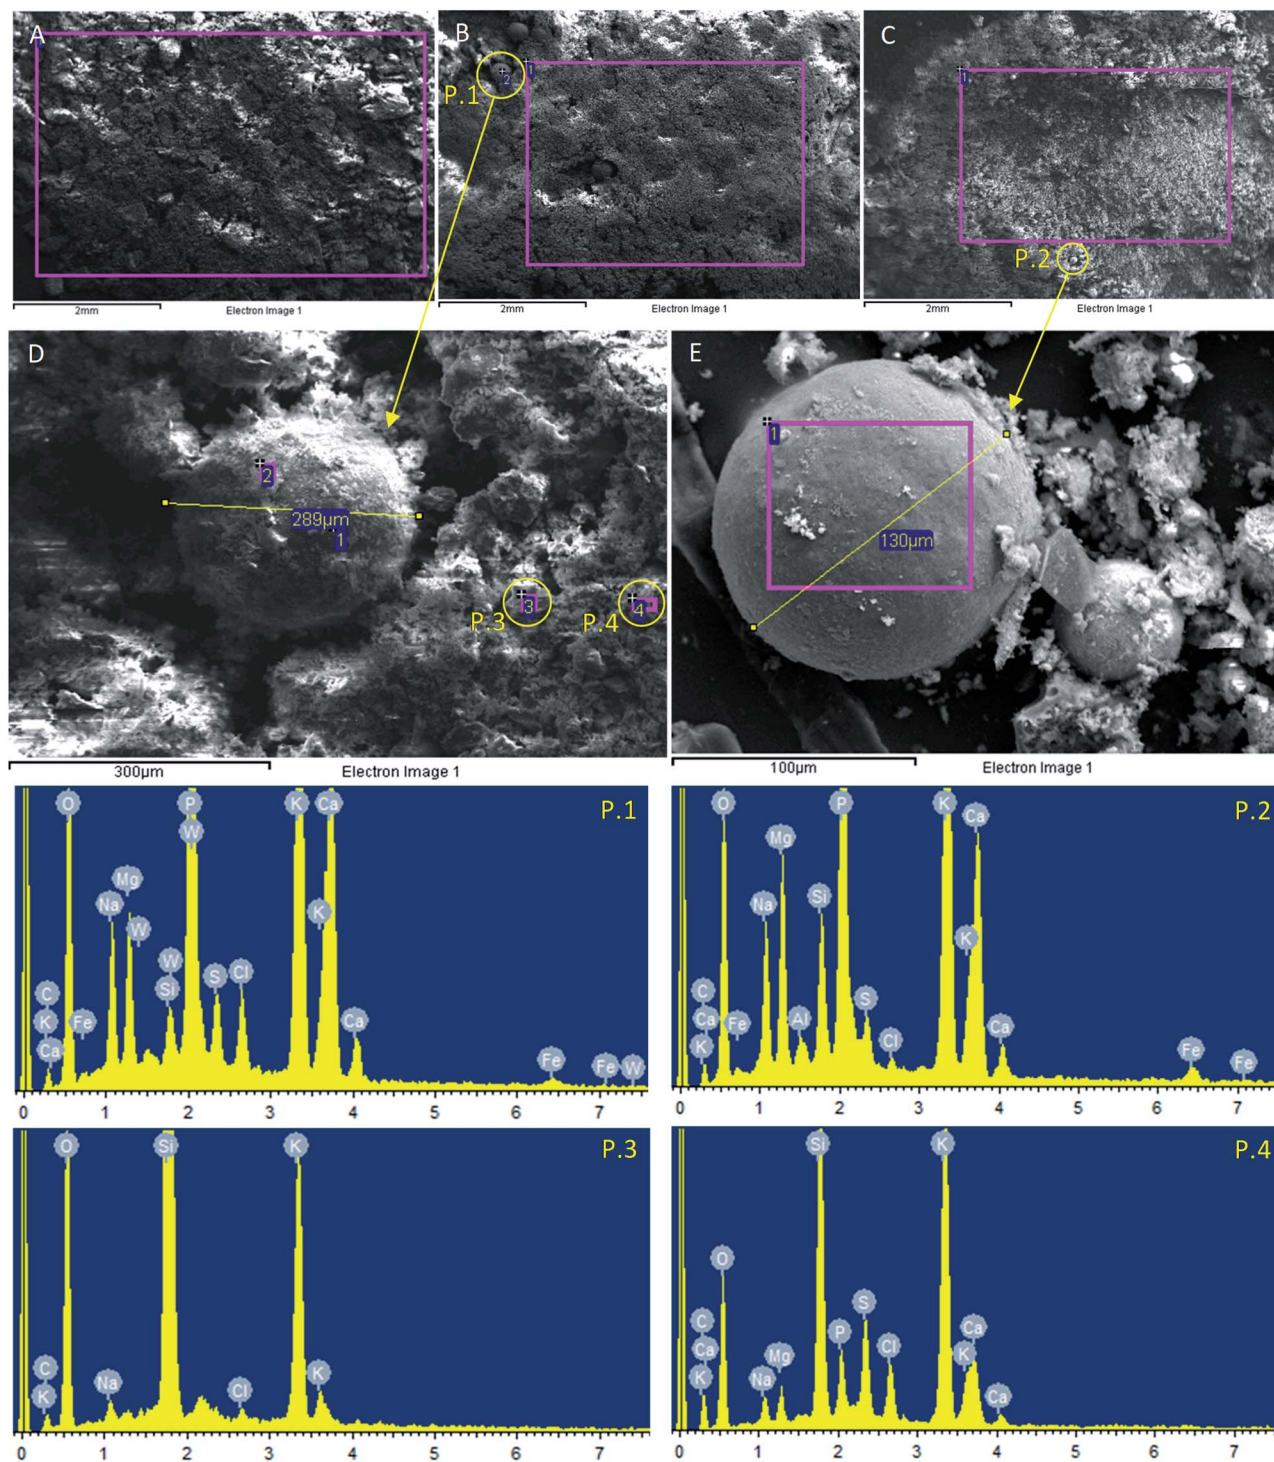 A
1
2mm
Electron Image 1
B
P.1
2
1
2mm
Electron Image 1
C
1
P.2
2mm
Electron Image 1
D
2
289µm
1
P.3
3
P.4
4
300µm
Electron Image 1
E
1
130µm
100µm
Electron Image 1
P.1
O P K Ca
W
Mg
Na
W
K
W
S Cl
Si
C
K Fe
Ca
Ca
Fe Fe W
0 1 2 3 4 5 6 7
P.2
O P K
Ca
Mg
Si
Na
K
C
Ca Fe Al S
K
Cl
Ca
Fe Fe
0 1 2 3 4 5 6 7
P.3
O Si K
C
K
Na
Cl
K
0 1 2 3 4 5 6 7
P.4
Si K
O
S
C
Ca
K
Na
Mg
P
Cl
Ca
K
Ca
0 1 2 3 4 5 6 7